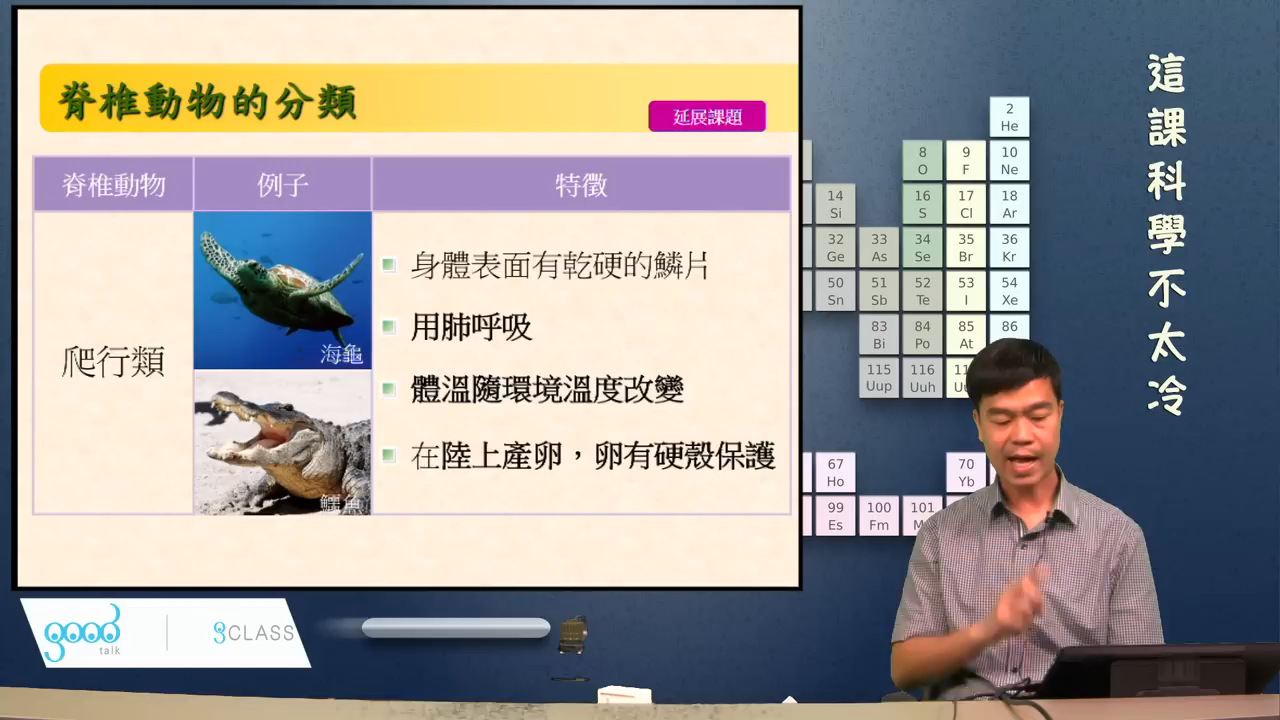 脊椎動物的分類
延展課題
脊椎動物
例子
特徵
爬行類
海龜
鱷魚
身體表面有乾硬的鱗片
用肺呼吸
體溫隨環境溫度改變
在陸上產卵，卵有硬殼保護
這課科學不太冷
2
He
8
O
9
F
10
Ne
14
Si
16
S
17
Cl
18
Ar
32
Ge
33
As
34
Se
35
Br
36
Kr
50
Sn
51
Sb
52
Te
53
I
54
Xe
83
Bi
84
Po
85
At
86
115
Uup
116
Uuh
67
Ho
70
Yb
99
Es
100
Fm
101
good
talk
CLASS